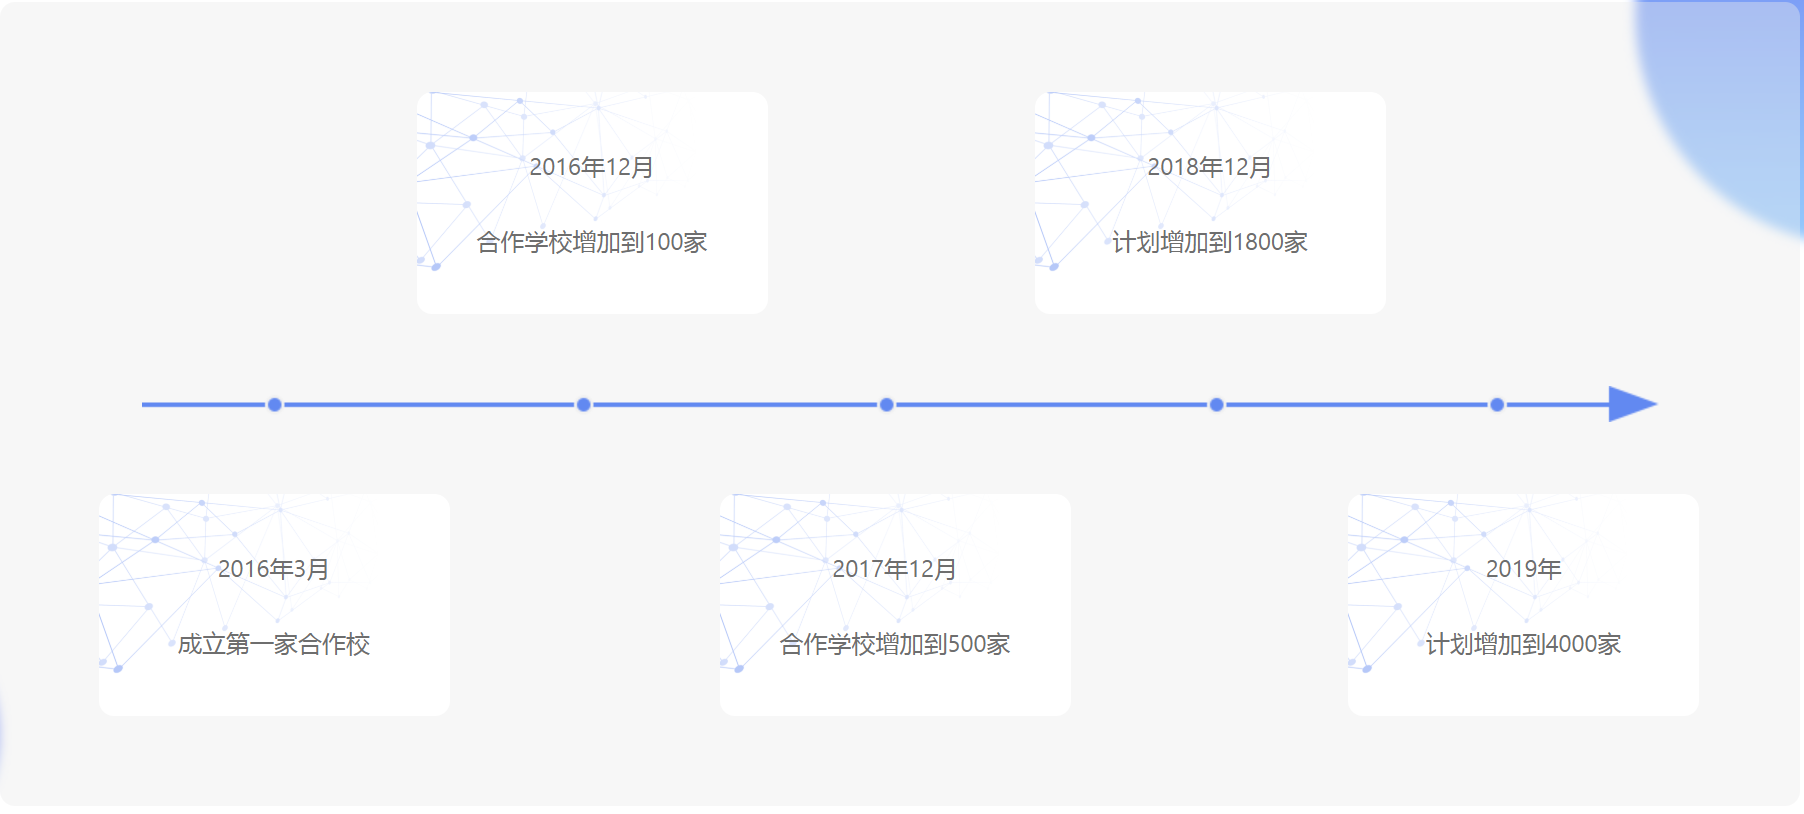 2016年12月
合作学校增加到100家
2018年12月
计划增加到1800家
2016年3月
成立第一家合作校
2017年12月
合作学校增加到500家
2019年
计划增加到4000家